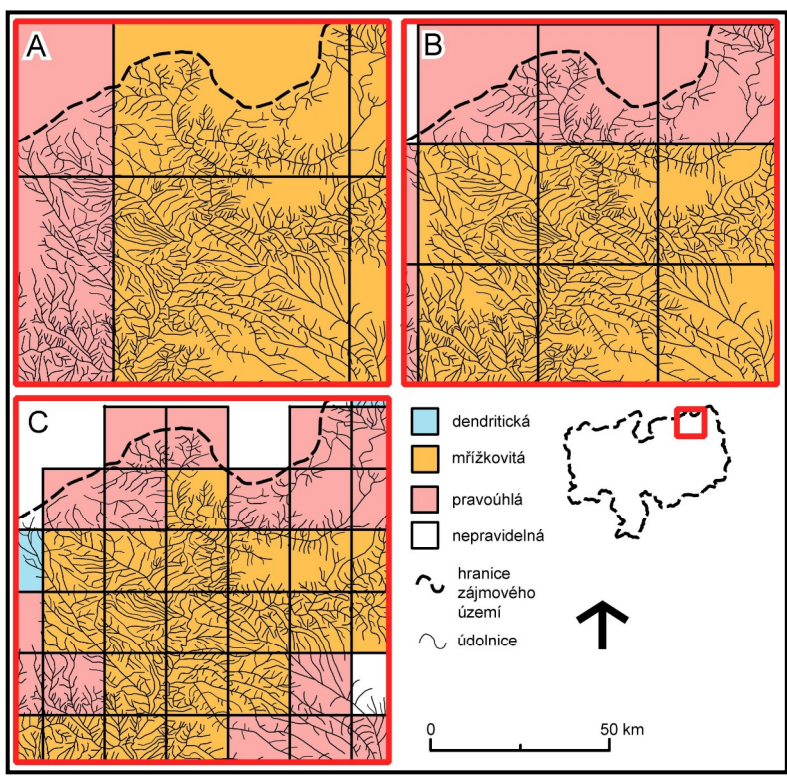 A
B
C
dendritická
mřížkovitá
pravoúhlá
nepravidelná
hranice
zájmového
území
údolnice
0
50 km